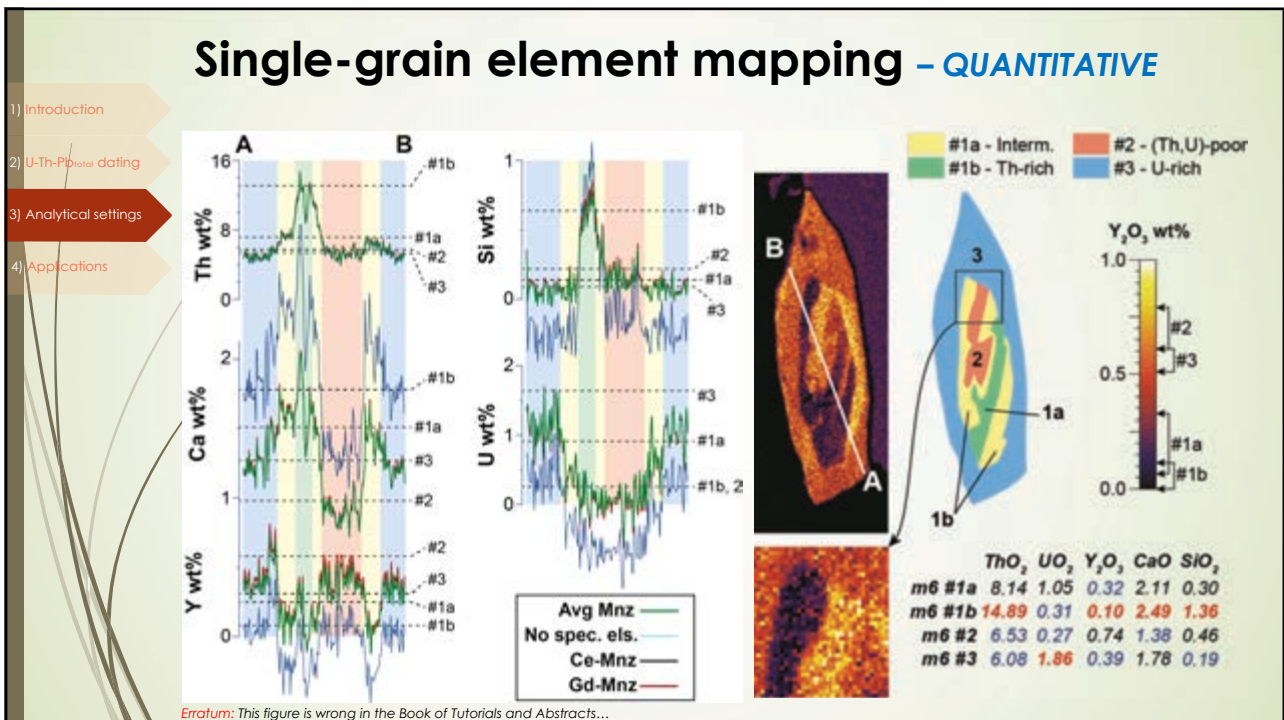 Single-grain element mapping – QUANTITATIVE
1) Introduction
2) U-Th-Pbtotal dating
3) Analytical settings
4) Applications
A B
16
8
0
Th wt%
#1b
#1a
#2
#3
2
1
Ca wt%
#1b
#1a
#3
#2
0
Y wt%
#2
#3
#1a
#1b
1
0
Si wt%
#1b
#2
#1a
#3
2
1
0
U wt%
#3
#1a
#1b, 2
Avg Mnz
No spec. els.
Ce-Mnz
Gd-Mnz
B
A
#1a - Interm.
#2 - (Th,U)-poor
#1b - Th-rich
#3 - U-rich
3
2
1a
1b
Y2O3 wt%
1.0
0.5
0.0
#2
#3
#1a
#1b
ThO2 UO2 Y2O3 CaO SiO2
m6 #1a 8.14 1.05 0.32 2.11 0.30
m6 #1b 14.89 0.31 0.10 2.49 1.36
m6 #2 6.53 0.27 0.74 1.38 0.46
m6 #3 6.08 1.86 0.39 1.78 0.19
Erratum: This figure is wrong in the Book of Tutorials and Abstracts…